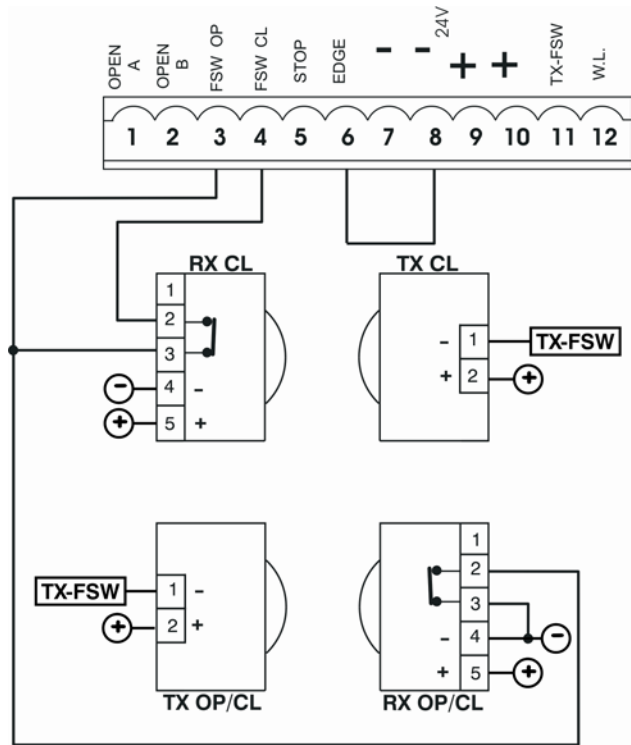 OPEN A
OPEN B
FSW OP
FSW CL
STOP
EDGE
-
-
24V
+
+
TX-FSW
W.L.
1 2 3 4 5 6 7 8 9 10 11 12
RX CL
1
2
3
4 -
5 +
TX CL
- 1 TX-FSW
+ 2 +
-
+
TX-FSW 1 -
+ 2 +
TX OP/CL
1
2
3
- 4 -
+ 5 +
RX OP/CL